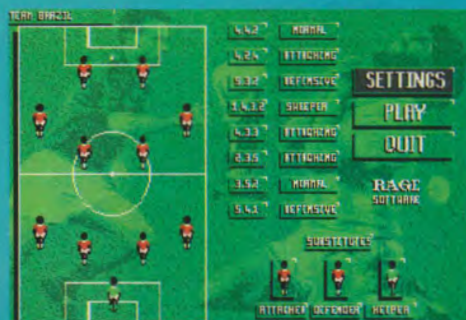 TEAM BRAZIL
4.4.2 NORMAL
4.2.4 ATTACKING
5.3.2 DEFENSIVE
1.4.3.2 SWEEPER
4.3.3 ATTACKING
2.3.5 ATTACKING
3.5.2 NORMAL
5.4.1 DEFENSIVE
SETTINGS
PLAY
QUIT
RAGE
SOFTWARE
SUBSTITUTES
ATTACKER DEFENDER KEEPER